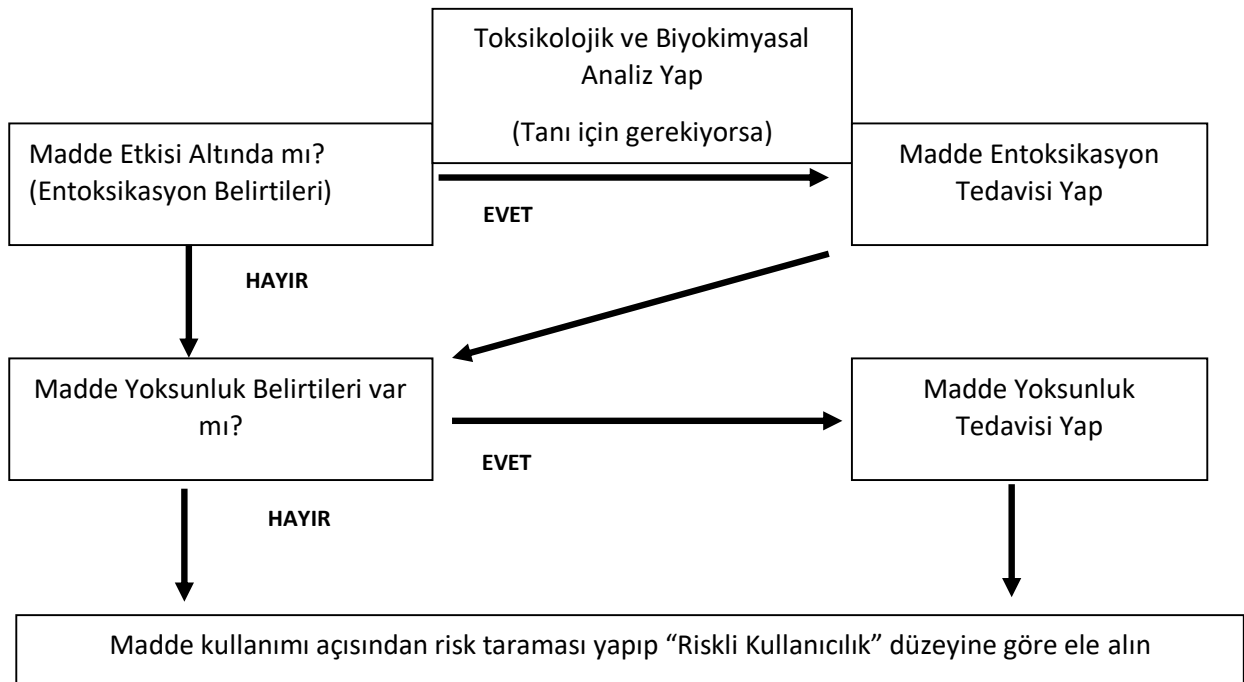 Toksikolojik ve Biyokimyasal
Analiz Yap
(Tanı için gerekiyorsa)
Madde Etkisi Altında mı?
(Entoksikasyon Belirtileri)
EVET
Madde Entoksikasyon
Tedavisi Yap
HAYIR
Madde Yoksunluk Belirtileri var
mı?
EVET
Madde Yoksunluk
Tedavisi Yap
HAYIR
Madde kullanımı açısından risk taraması yapıp “Riskli Kullanıcılık” düzeyine göre ele alın